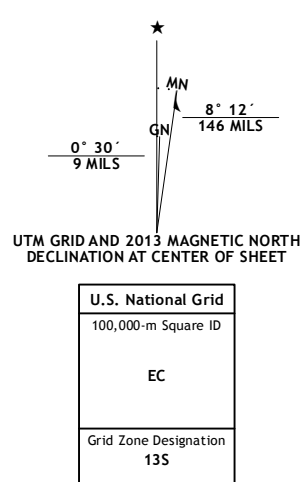 ★
MN
8° 12´
146 MILS
GN
0° 30´
9 MILS
UTM GRID AND 2013 MAGNETIC NORTH
DECLINATION AT CENTER OF SHEET
U.S. National Grid
100,000-m Square ID
EC
Grid Zone Designation
13S